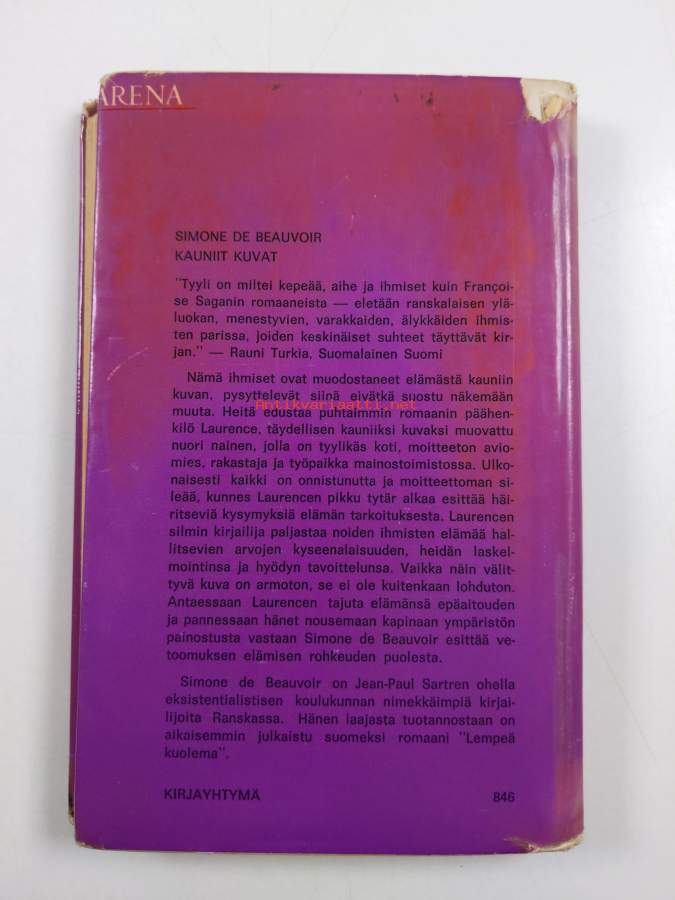 ARENA
SIMONE DE BEAUVOIR
KAUNIIT KUVAT
"Tyyli on miltei kepeää, aihe ja ihmiset kuin Françoi-
se Saganin romaaneista — eletään ranskalaisen ylä-
luokan, menestyvien, varakkaiden, älykkäiden ihmis-
ten parissa, joiden keskinäiset suhteet täyttävät kir-
jan." — Rauni Turkia, Suomalainen Suomi
Nämä ihmiset ovat muodostaneet elämästä kauniin
kuvan, pysyttelevät siinä eivätkä suostu näkemään
muuta. Heitä edustaa puhtaimmin romaanin päähen-
Antikvariaatti.net
kilö Laurence, täydellisen kauniiksi kuvaksi muovattu
nuori nainen, jolla on tyylikäs koti, moitteeton avio-
mies, rakastaja ja työpaikka mainostoimistossa. Ulko-
naisesti kaikki on onnistunutta ja moitteettoman si-
leää, kunnes Laurencen pikku tytär alkaa esittää häi-
ritseviä kysymyksiä elämän tarkoituksesta. Laurencen
silmin kirjailija paljastaa noiden ihmisten elämää hal-
litsevien arvojen kyseenalaisuuden, heidän laskel-
mointinsa ja hyödyn tavoittelunsa. Vaikka näin välit-
tyvä kuva on armoton, se ei ole kuitenkaan lohduton.
Antaessaan Laurencen tajuta elämänsä epäaitouden
ja pannessaan hänet nousemaan kapinaan ympäristön
painostusta vastaan Simone de Beauvoir esittää ve-
toomuksen elämisen rohkeuden puolesta.
Simone de Beauvoir on Jean-Paul Sartren ohella
eksistentialistisen koulukunnan nimekkäimpiä kirjai-
lijoita Ranskassa. Hänen laajasta tuotannostaan on
aikaisemmin julkaistu suomeksi romaani "Lempeä
kuolema".
KIRJAYHTYMÄ 846